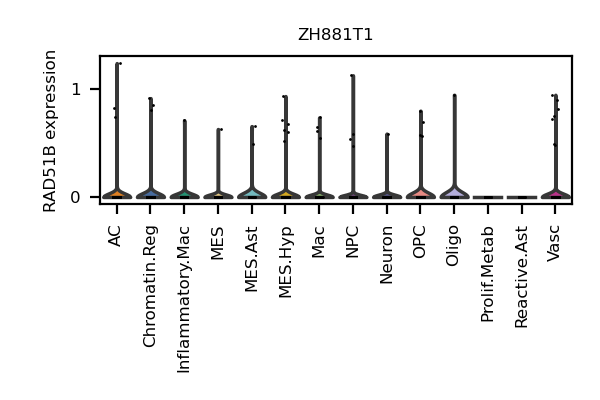 ZH881T1
RAD51B expression
1
0
AC
Chromatin.Reg
Inflammatory.Mac
MES
MES.Ast
MES.Hyp
Mac
NPC
Neuron
OPC
Oligo
Prolif.Metab
Reactive.Ast
Vasc